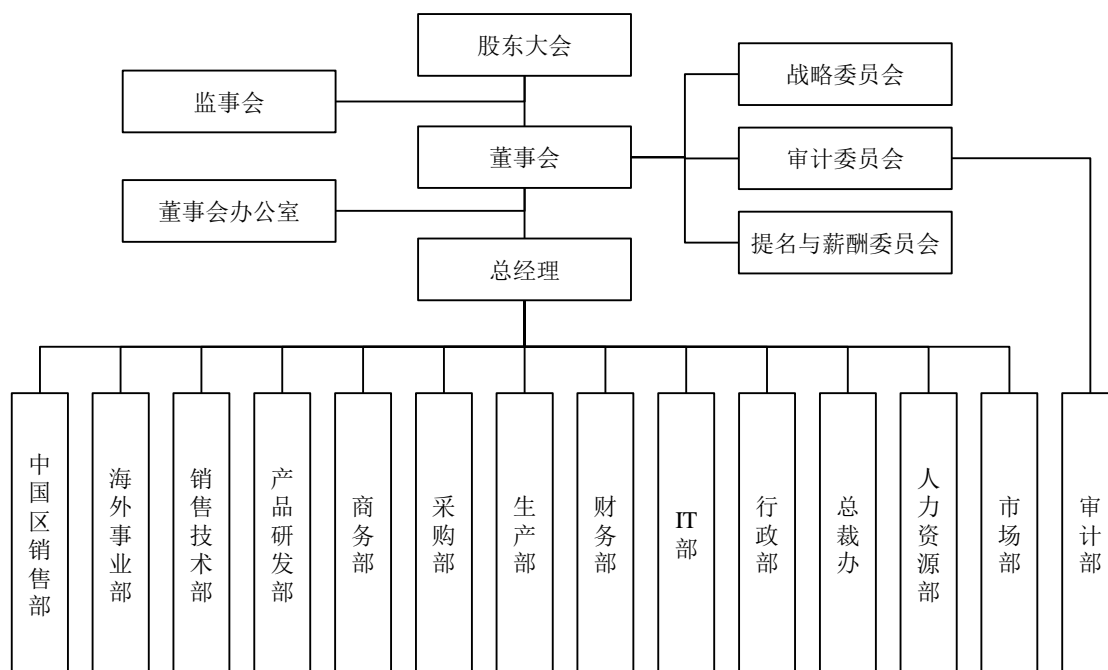 股东大会
战略委员会
监事会
董事会
审计委员会
董事会办公室
提名与薪酬委员会
总经理
中国区销售部
海外事业部
销售技术部
产品研发部
商务部
采购部
生产部
财务部
IT部
行政部
总裁办
人力资源部
市场部
审计部